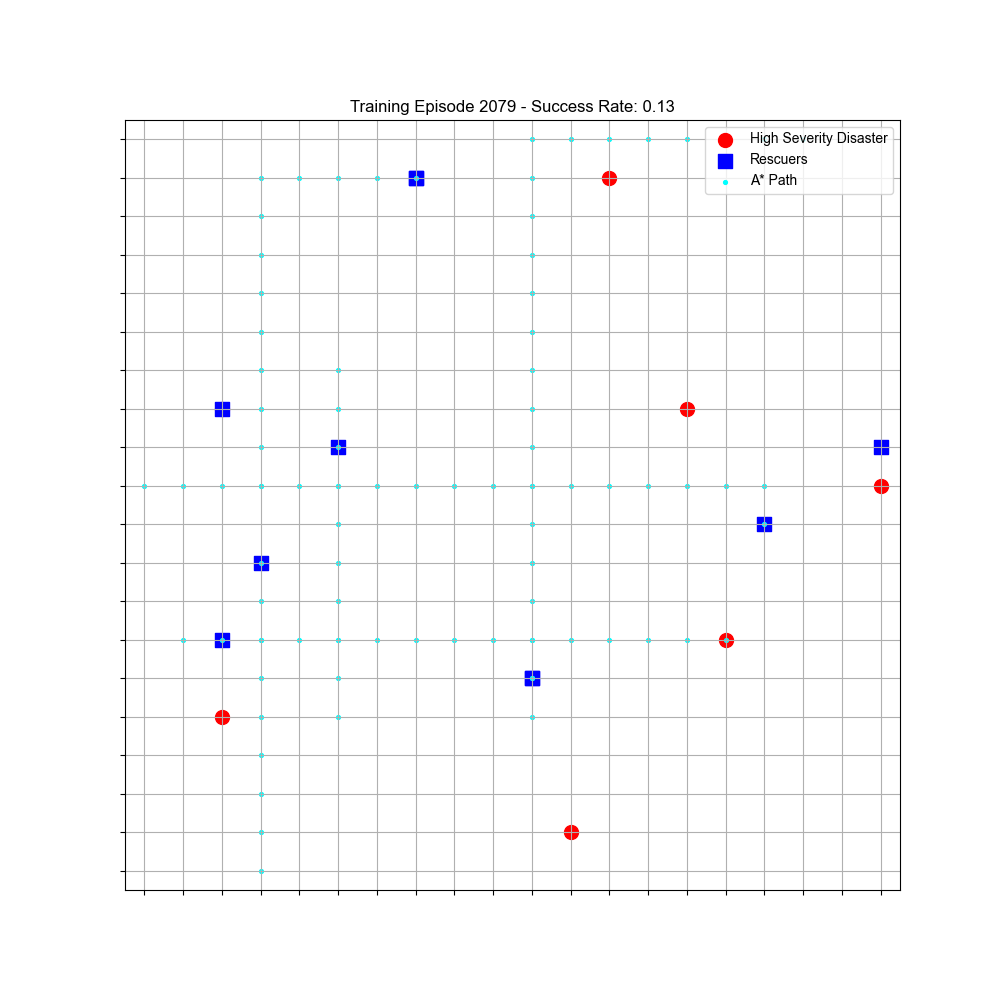 Training Episode 2079 - Success Rate: 0.13
High Severity Disaster
Rescuers
A* Path